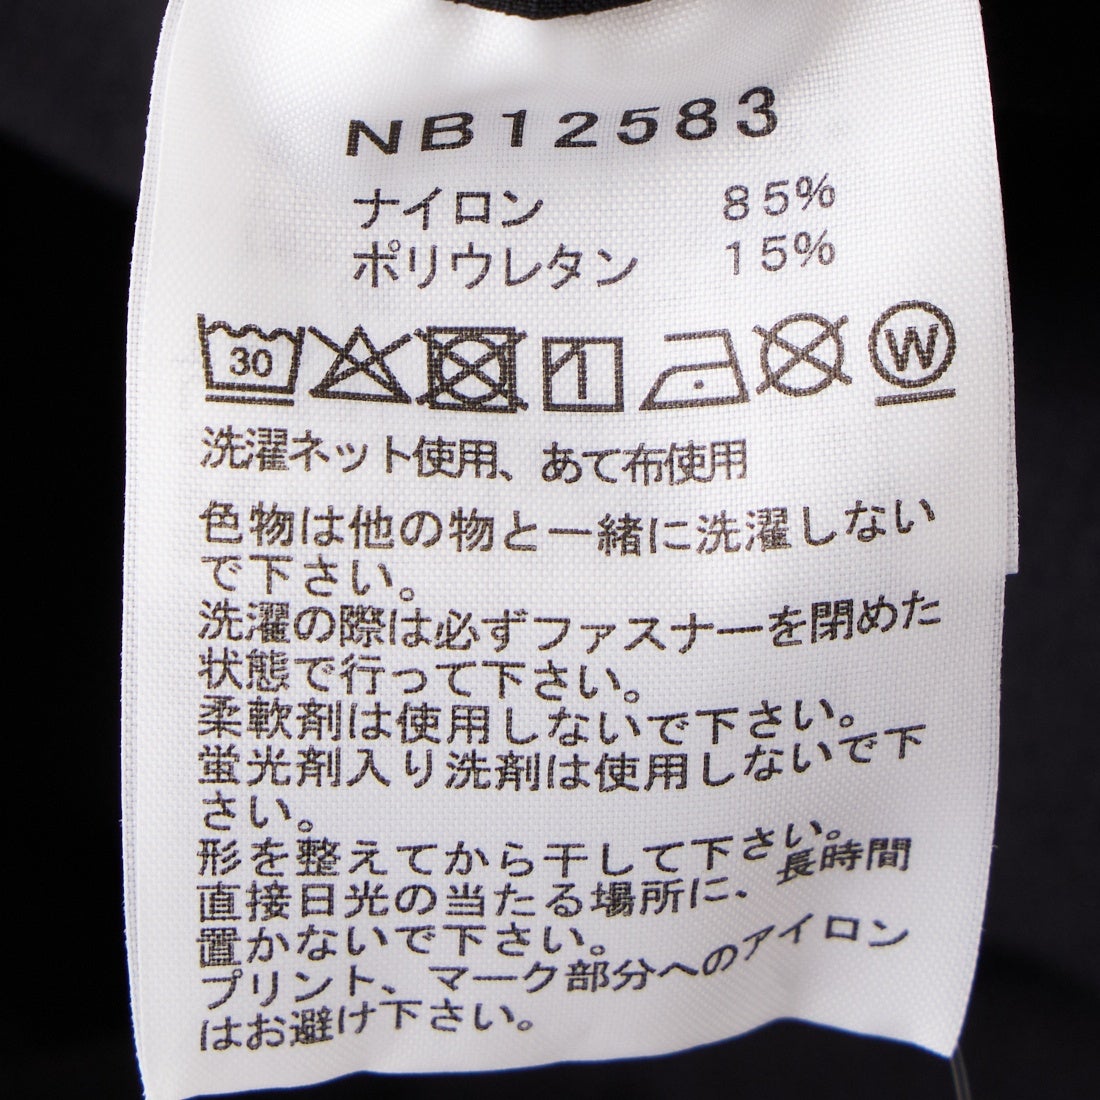 NB12583
ナイロン 85%
ポリウレタン 15%
30 W
洗濯ネット使用、あて布使用
色物は他の物と一緒に洗濯しない
で下さい。
洗濯の際は必ずファスナーを閉めた
状態で行って下さい。
柔軟剤は使用しないで下さい。
蛍光剤入り洗剤は使用しないで下
さい。
形を整えてから干して下さい。
直接日光の当たる場所に、長時間
置かないで下さい。
プリント、マーク部分へのアイロン
はお避け下さい。